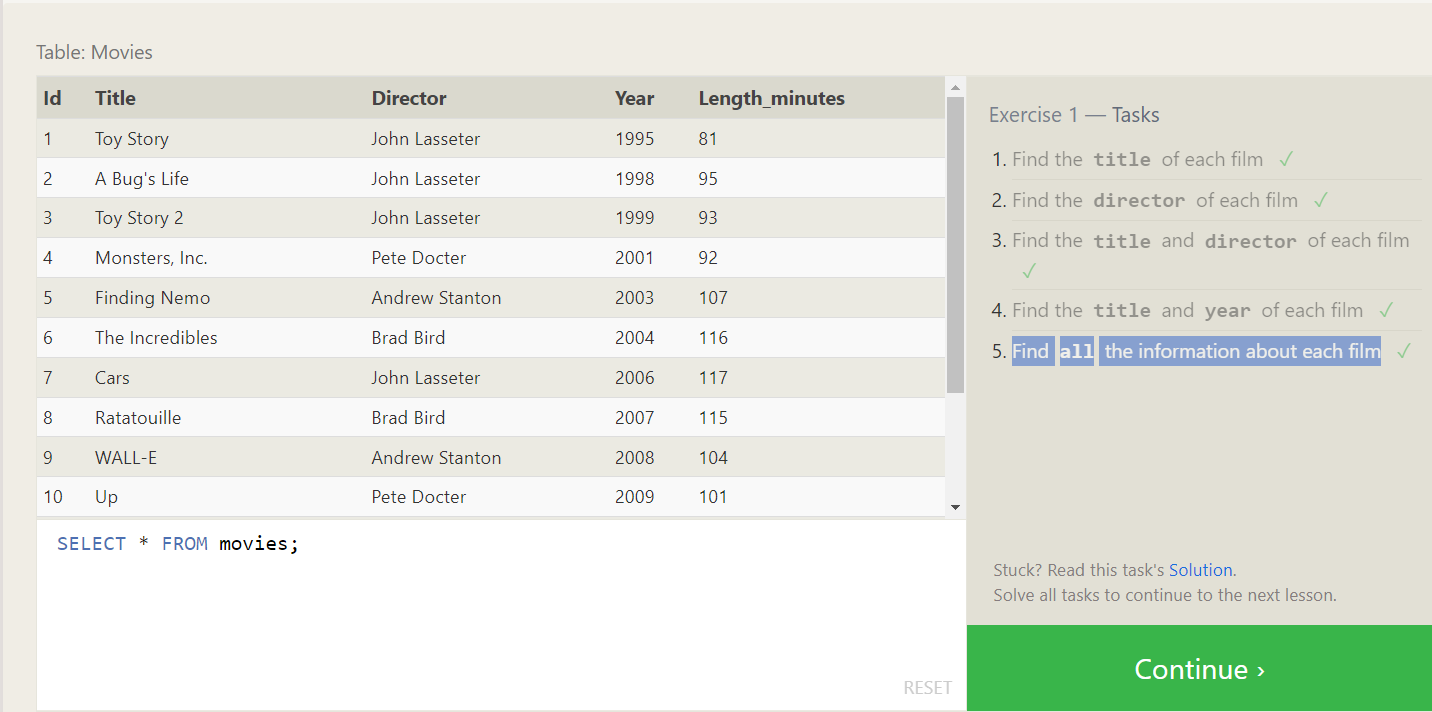 Table: Movies
Id Title Director Year Length_minutes
1 Toy Story John Lasseter 1995 81
2 A Bug's Life John Lasseter 1998 95
3 Toy Story 2 John Lasseter 1999 93
4 Monsters, Inc. Pete Docter 2001 92
5 Finding Nemo Andrew Stanton 2003 107
6 The Incredibles Brad Bird 2004 116
7 Cars John Lasseter 2006 117
8 Ratatouille Brad Bird 2007 115
9 WALL-E Andrew Stanton 2008 104
10 Up Pete Docter 2009 101
SELECT * FROM movies;
RESET
Exercise 1 — Tasks
1. Find the title of each film ✓
2. Find the director of each film ✓
3. Find the title and director of each film
✓
4. Find the title and year of each film ✓
5. Find all the information about each film ✓
Stuck? Read this task's Solution.
Solve all tasks to continue to the next lesson.
Continue ›